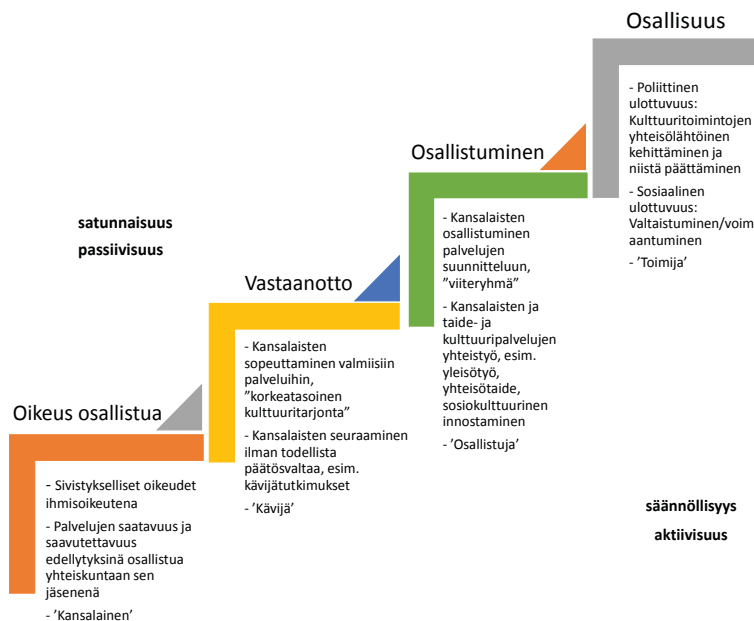 Osallisuus
- Poliittinen
ulottuvuus:
Kulttuuritoimintojen
yhteisölähtöinen
kehittäminen ja
niistä päättäminen
- Sosiaalinen
ulottuvuus:
Valtaistuminen/voim
aantuminen
- ’Toimija’
Osallistuminen
- Kansalaisten
osallistuminen
palvelujen
suunnitteluun,
”viiteryhmä”
- Kansalaisten ja
taide- ja
kulttuuripalvelujen
yhteistyö, esim.
yleisötyö,
yhteisötaide,
sosiokulttuurinen
innostaminen
- ’Osallistuja’
satunnaisuus
passiivisuus
Vastaanotto
- Kansalaisten
sopeuttaminen valmiisiin
palveluihin,
”korkeatasoinen
kulttuuritarjonta”
- Kansalaisten seuraaminen
ilman todellista
päätösvaltaa, esim.
kävijätutkimukset
- ’Kävijä’
Oikeus osallistua
- Sivistykselliset oikeudet
ihmisoikeutena
- Palvelujen saatavuus ja
saavutettavuus
edellytyksinä osallistua
yhteiskuntaan sen
jäsenenä
- ’Kansalainen’
säännöllisyys
aktiivisuus